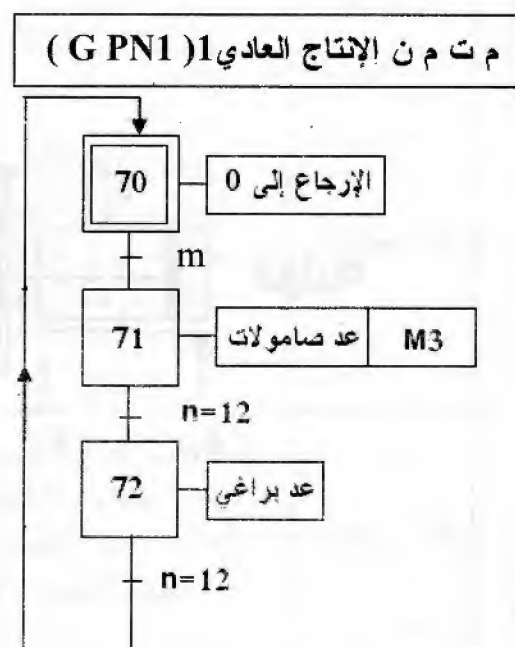 م ت م ن الإنتاج العادي1( G PN1 )
70
الإرجاع إلى 0
m
71
عد صامولات
M3
n=12
72
عد براغي
n=12